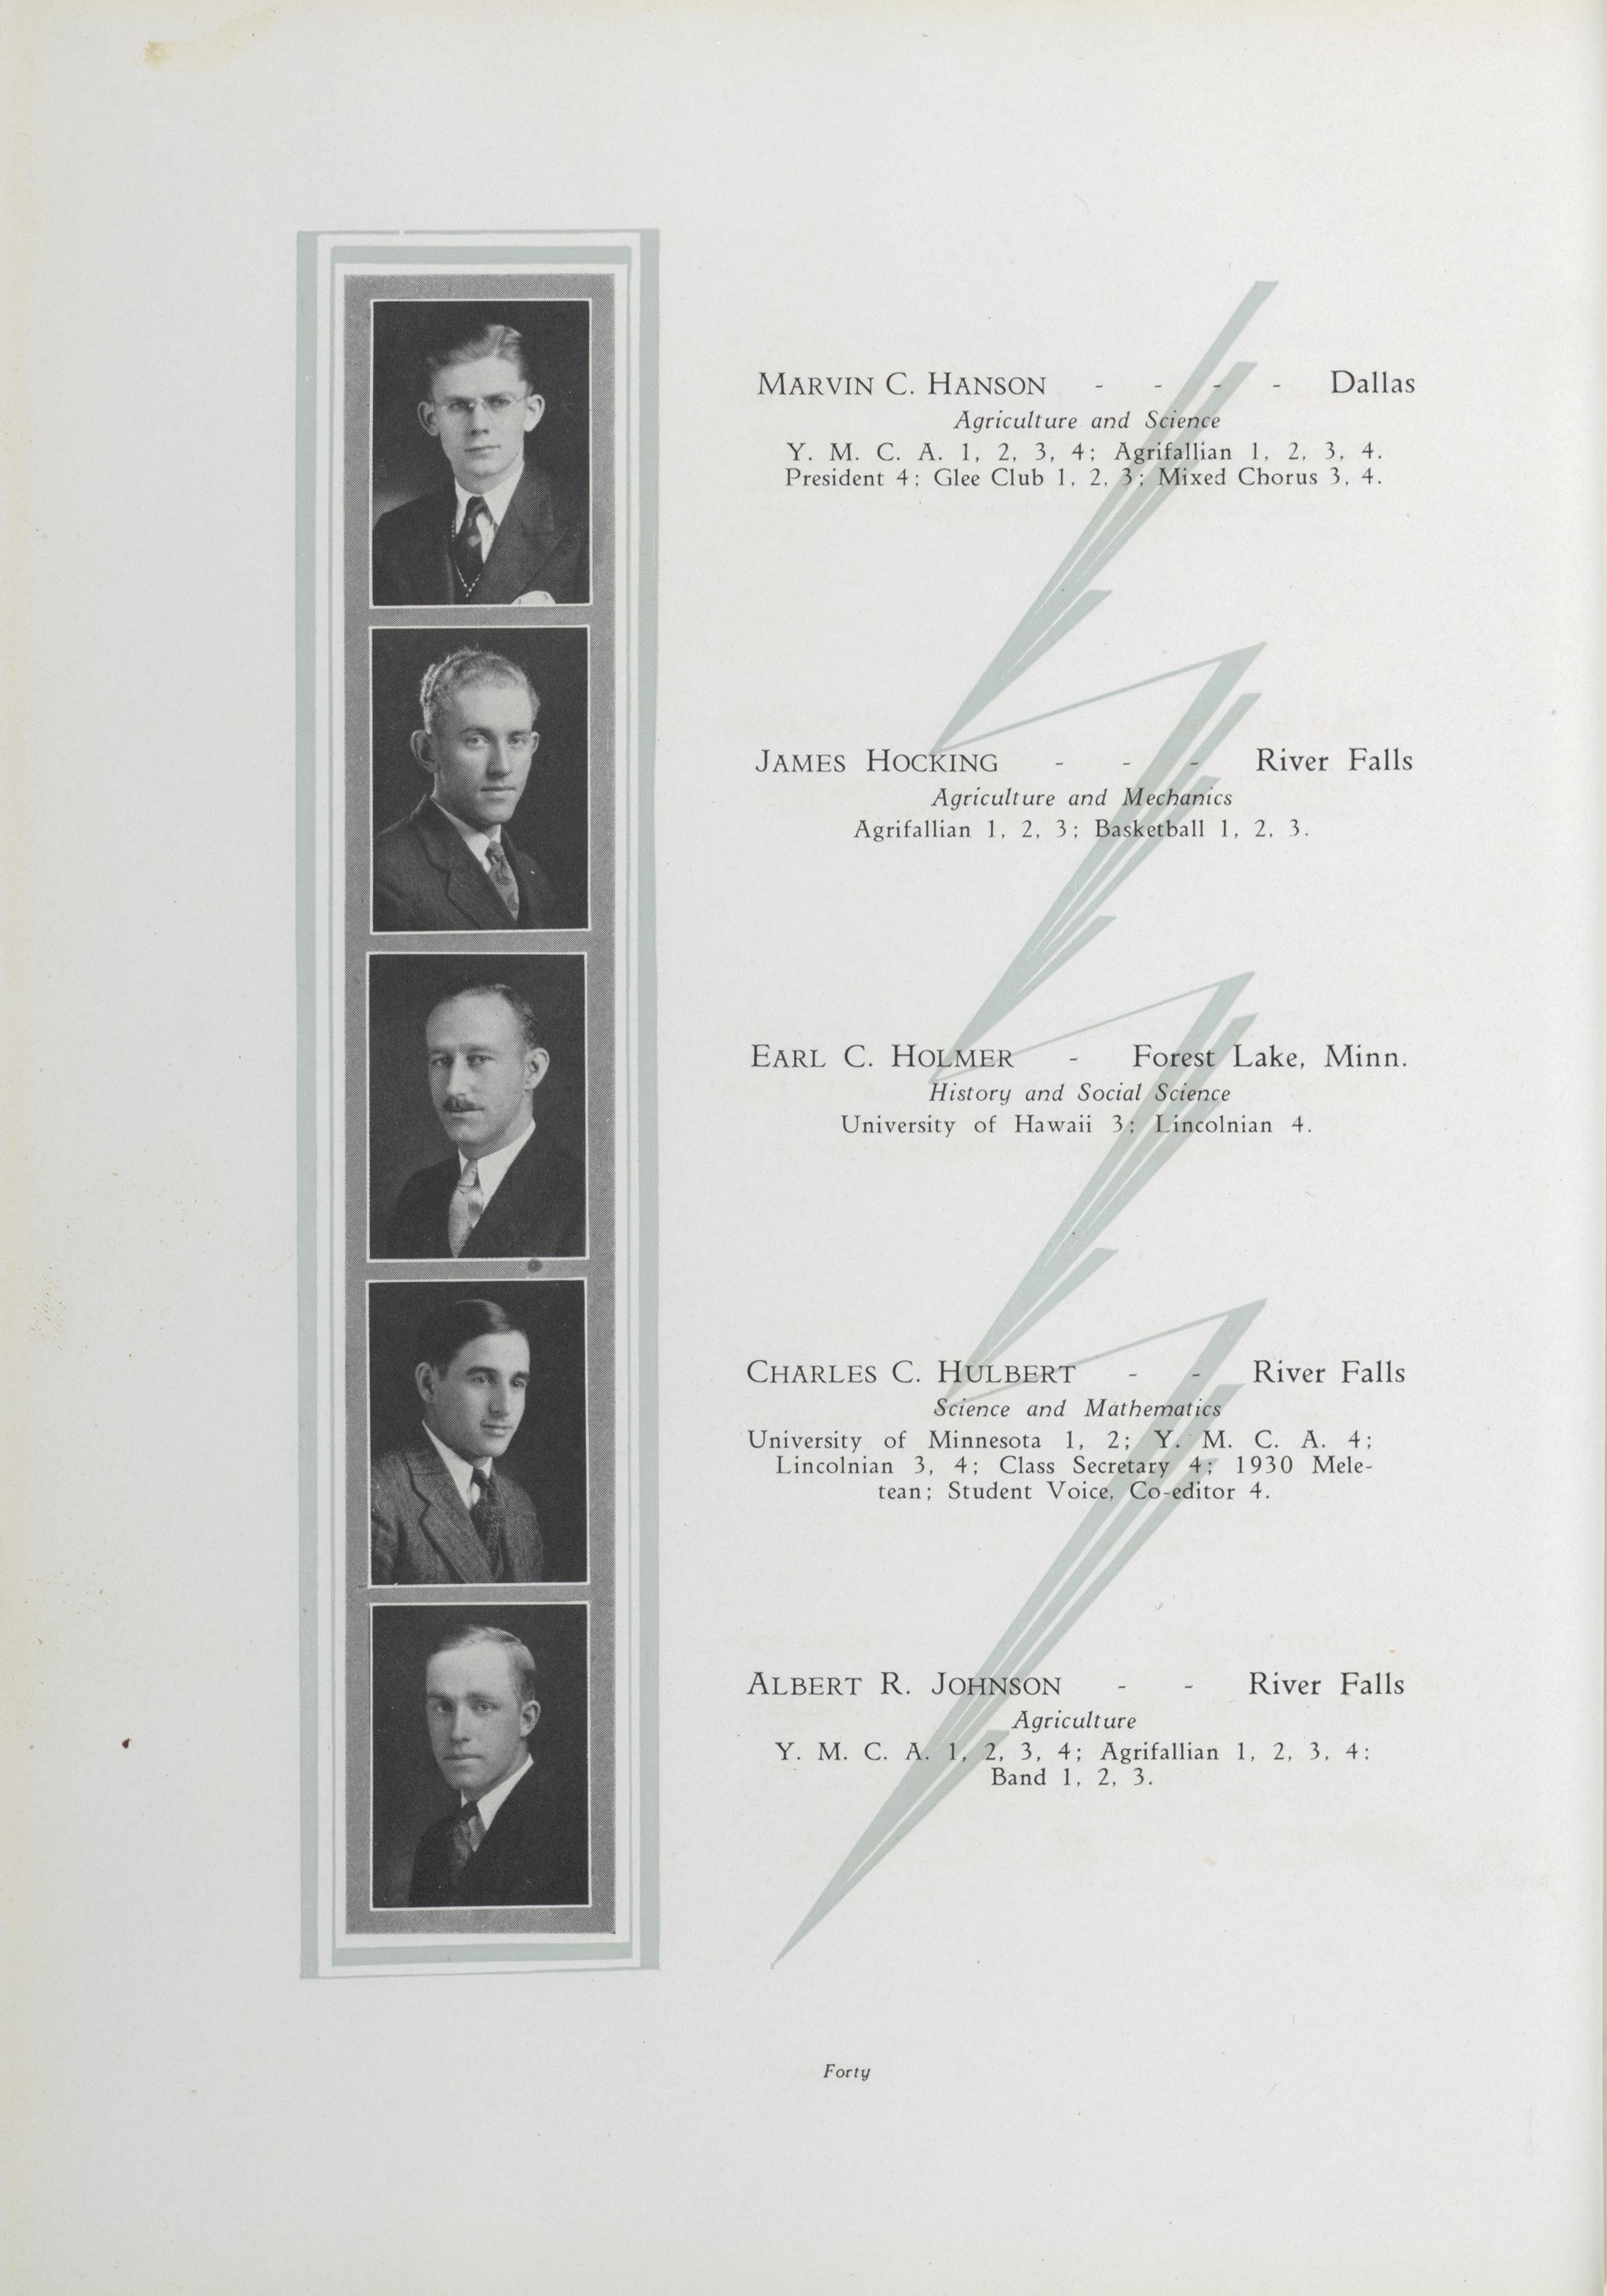 MARVIN C. HANSON - - - - Dallas
Agriculture and Science
Y. M. C. A. 1, 2, 3, 4; Agrifallian 1, 2, 3, 4.
President 4; Glee Club 1, 2, 3; Mixed Chorus 3, 4.
JAMES HOCKING - - - River Falls
Agriculture and Mechanics
Agrifallian 1, 2, 3; Basketball 1, 2, 3.
EARL C. HOLMER - Forest Lake, Minn.
History and Social Science
University of Hawaii 3; Lincolnian 4.
CHARLES C. HULBERT - - River Falls
Science and Mathematics
University of Minnesota 1, 2; Y. M. C. A. 4;
Lincolnian 3, 4; Class Secretary 4; 1930 Mele-
tean; Student Voice, Co-editor 4.
ALBERT R. JOHNSON - - River Falls
Agriculture
Y. M. C. A. 1, 2, 3, 4; Agrifallian 1, 2, 3, 4;
Band 1, 2, 3.
Forty